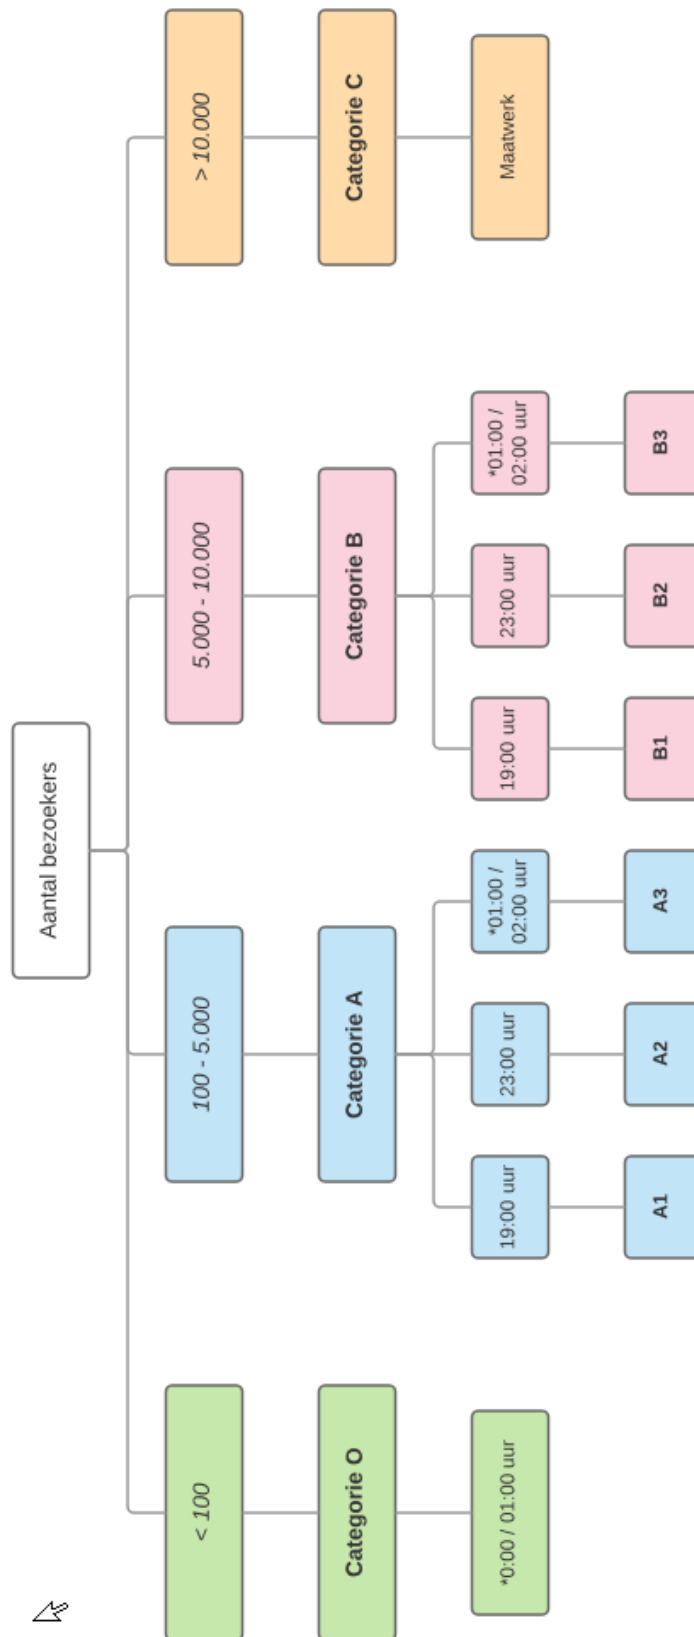 Aantal bezoekers
< 100
100 - 5.000
5.000 - 10.000
> 10.000
Categorie O
Categorie A
Categorie B
Categorie C
*0:00 / 01:00 uur
19:00 uur
23:00 uur
*01:00 /
02:00 uur
19:00 uur
23:00 uur
*01:00 /
02:00 uur
Maatwerk
A1
A2
A3
B1
B2
B3